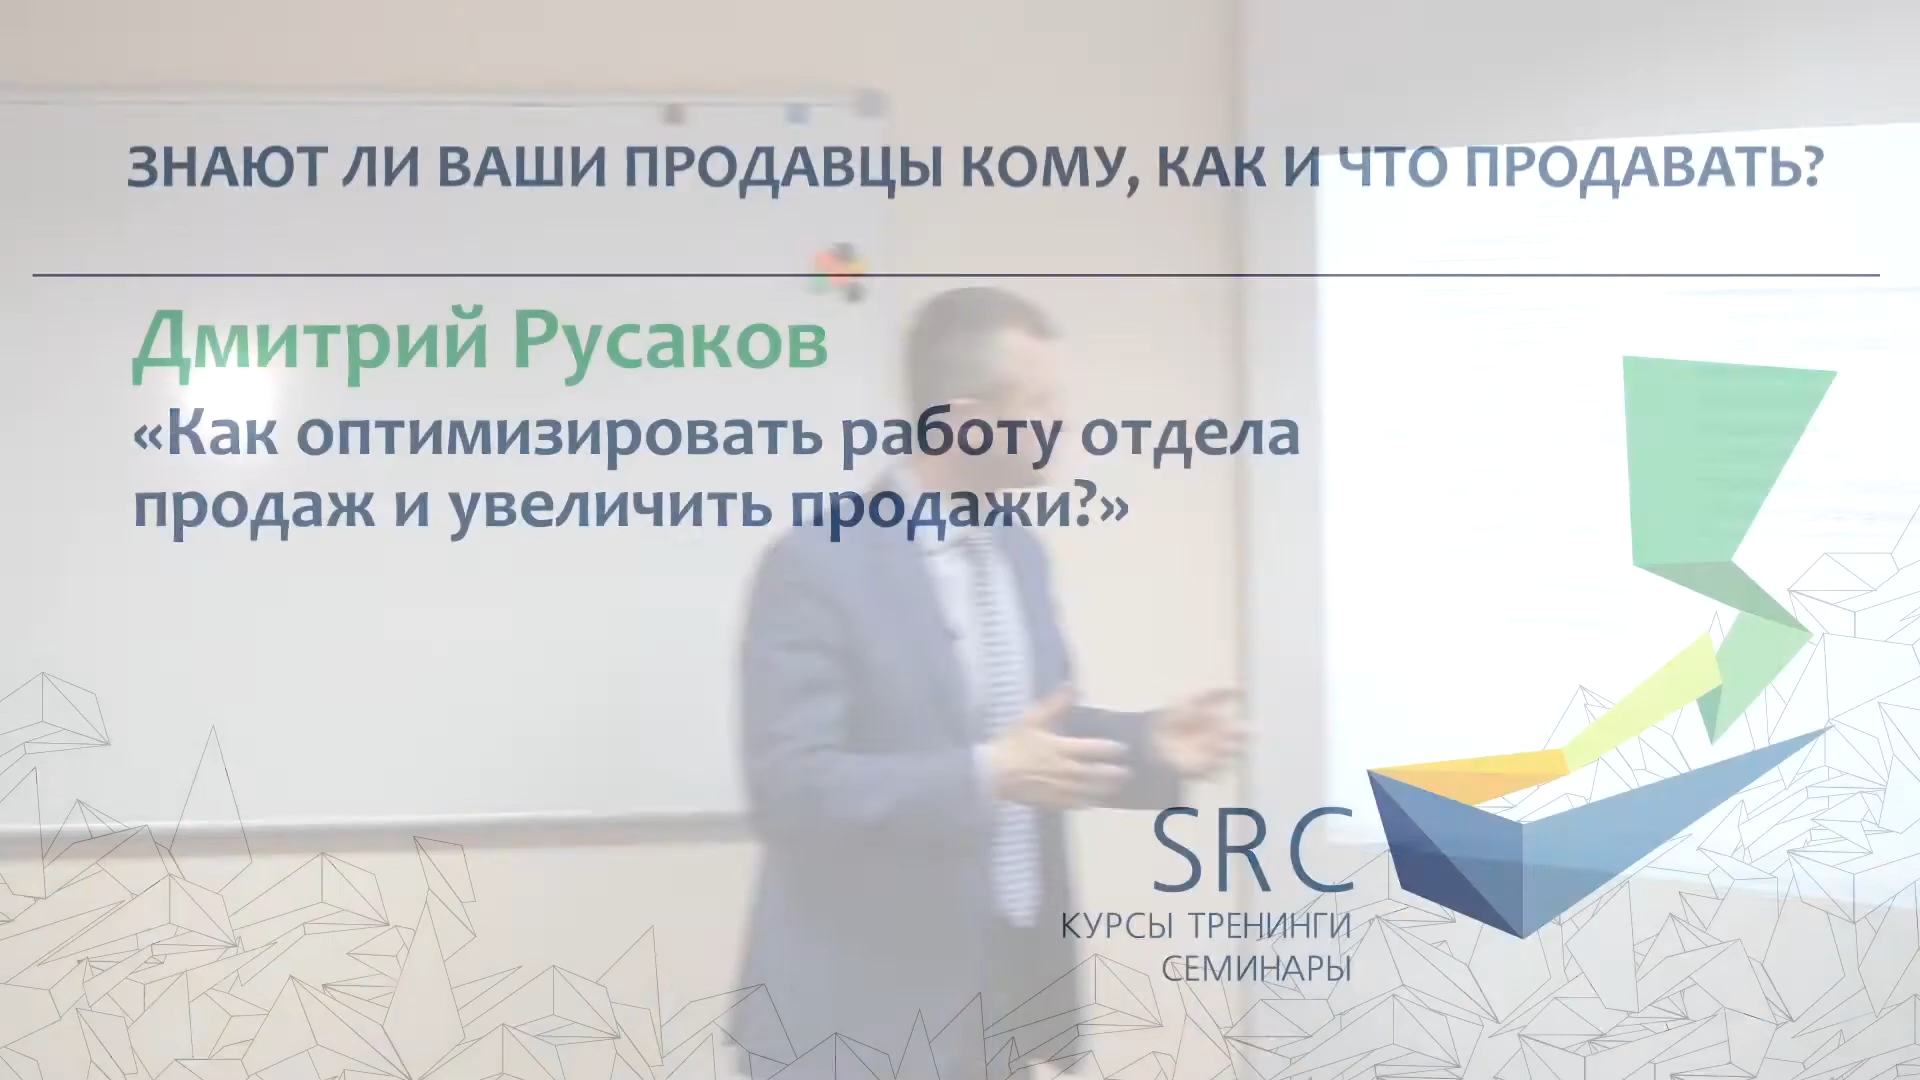 ЗНАЮТ ЛИ ВАШИ ПРОДАВЦЫ КОМУ, КАК И ЧТО ПРОДАВАТЬ?
Дмитрий Русаков
«Как оптимизировать работу отдела
продаж и увеличить продажи?»
SRC
КУРСЫ ТРЕНИНГИ
СЕМИНАРЫ